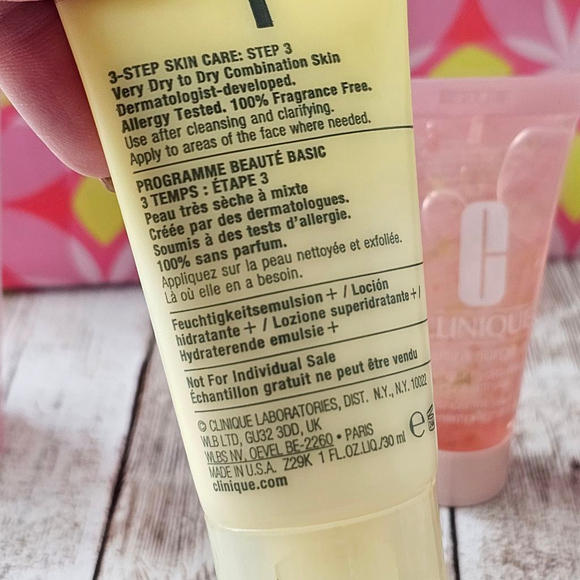 3-STEP SKIN CARE: STEP 3
Very Dry to Dry Combination Skin
Dermatologist-developed.
Allergy Tested. 100% Fragrance Free.
Use after cleansing and clarifying.
Apply to areas of the face where needed.
PROGRAMME BEAUTÉ BASIC
3 TEMPS : ÉTAPE 3
Peau très sèche à mixte
Créée par des dermatologues.
Soumis à des tests d'allergie.
100% sans parfum.
Appliquez sur la peau nettoyée et exfoliée.
Là où elle en a besoin.
Feuchtigkeitsemulsion+ / Loción
hidratante+ / Lozione superidratante+/
Hydraterende emulsie+
Not For Individual Sale
Échantillon gratuit ne peut être vendu
© CLINIQUE LABORATORIES, DIST. N.Y., N.Y. 10022
WLB LTD, GU32 3DD, UK
WLBS NV. OEVEL BE-2260 • PARIS
MADE IN U.S.A. Z29K 1 FL.OZ.LIQ./30 ml e
clinique.com
CLINIQUE